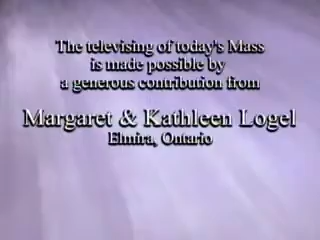 The televising of today's Mass
is made possible by
a generous contribution from
Margaret & Kathleen Logel
Elmira, Ontario